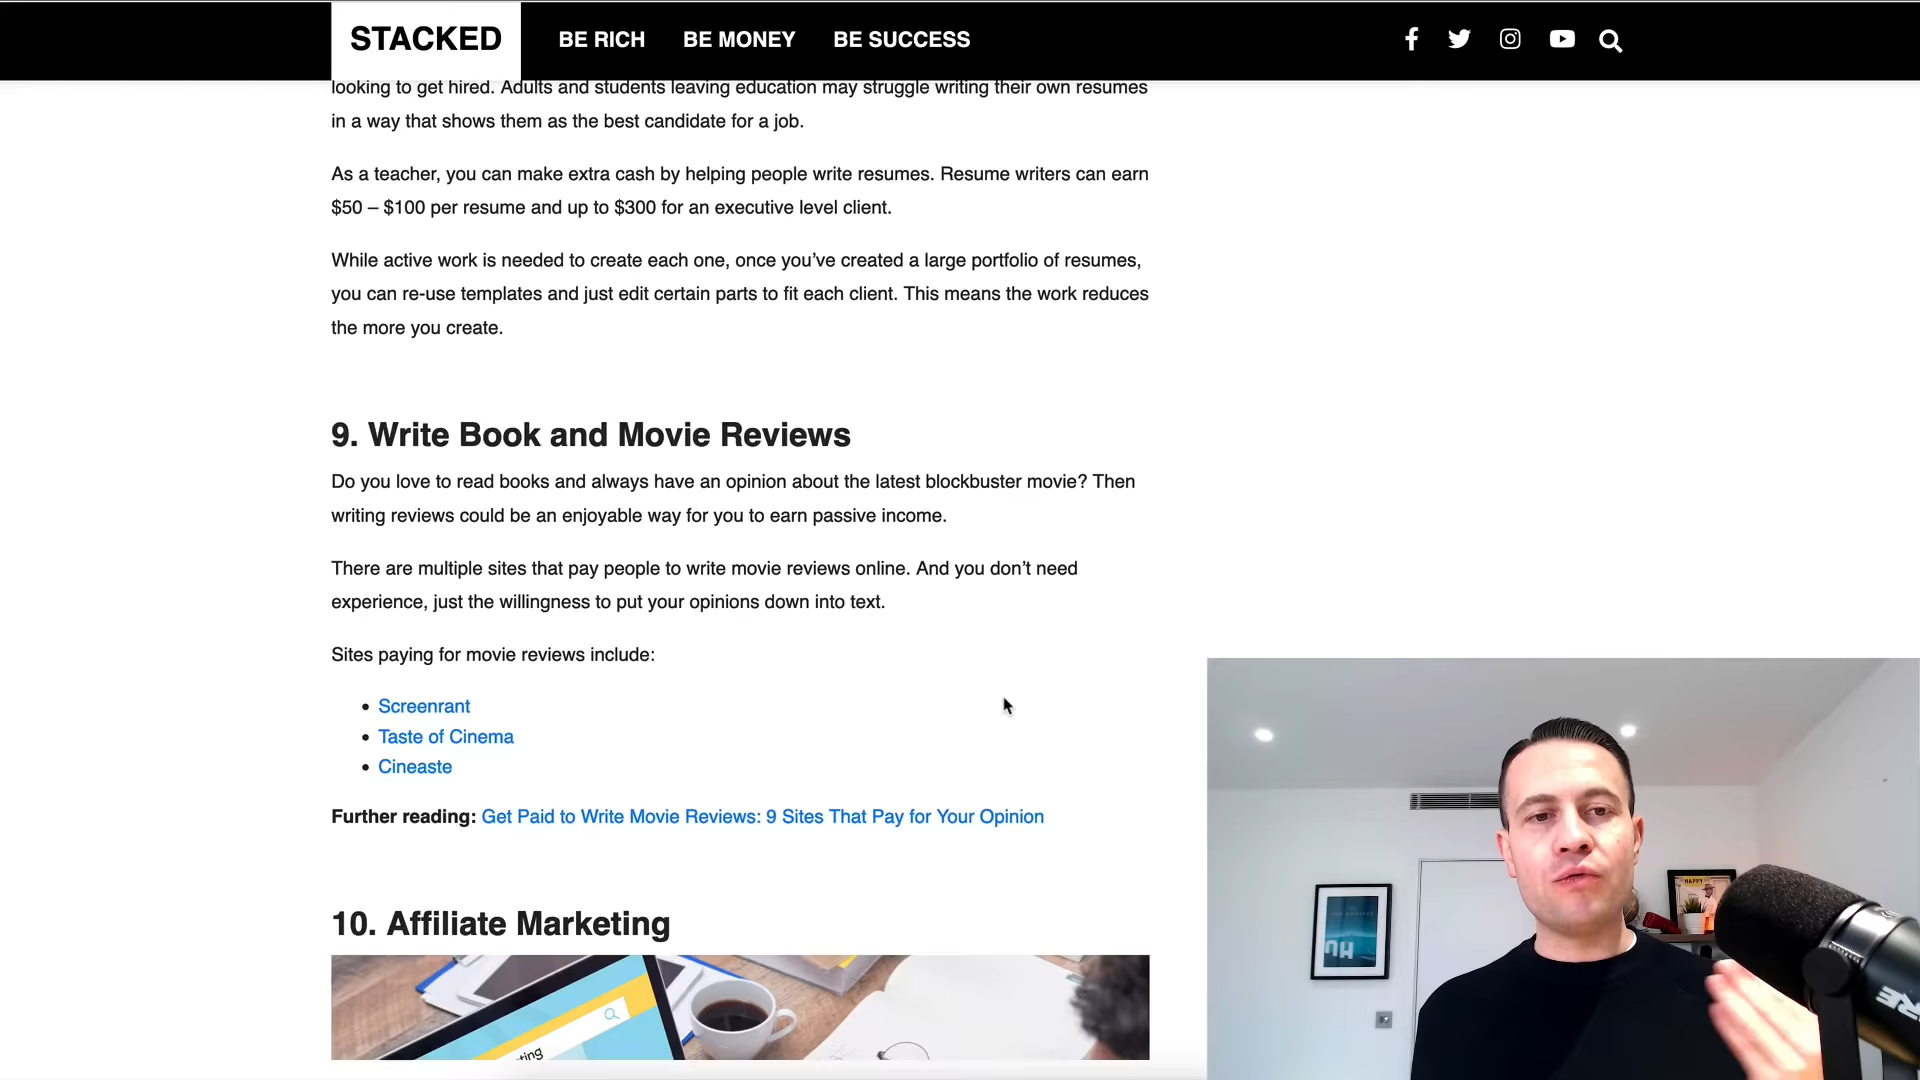 STACKED
BE RICH
BE MONEY
BE SUCCESS
looking to get hired. Adults and students leaving education may struggle writing their own resumes
in a way that shows them as the best candidate for a job.
As a teacher, you can make extra cash by helping people write resumes. Resume writers can earn
$50 – $100 per resume and up to $300 for an executive level client.
While active work is needed to create each one, once you’ve created a large portfolio of resumes,
you can re-use templates and just edit certain parts to fit each client. This means the work reduces
the more you create.
9. Write Book and Movie Reviews
Do you love to read books and always have an opinion about the latest blockbuster movie? Then
writing reviews could be an enjoyable way for you to earn passive income.
There are multiple sites that pay people to write movie reviews online. And you don’t need
experience, just the willingness to put your opinions down into text.
Sites paying for movie reviews include:
• Screenrant
• Taste of Cinema
• Cineaste
Further reading: Get Paid to Write Movie Reviews: 9 Sites That Pay for Your Opinion
10. Affiliate Marketing
ting
HAPPY